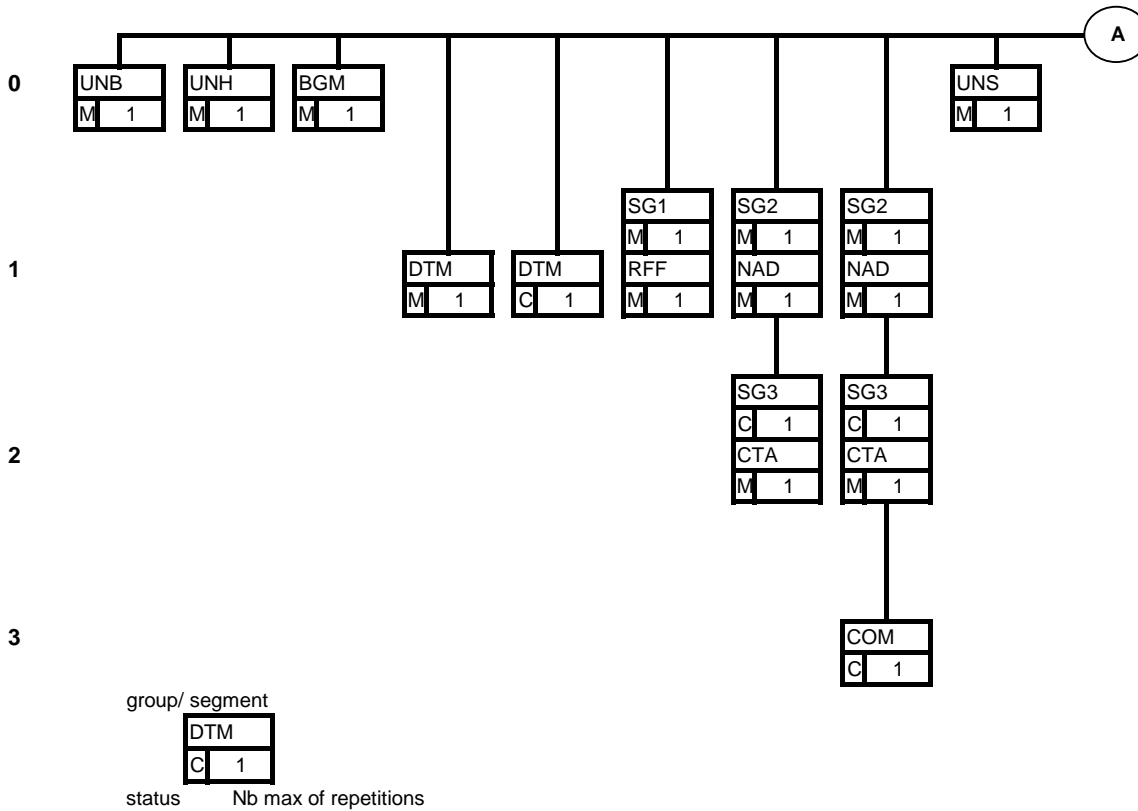 A
0
UNB UNH BGM UNS
M 1 M 1 M 1 M 1
SG1 SG2 SG2
M 1 M 1 M 1
1
DTM DTM RFF NAD NAD
M 1 C 1 M 1 M 1 M 1
SG3 SG3
C 1 C 1
2
CTA CTA
M 1 M 1
3
COM
C 1
group/ segment
DTM
C 1
status Nb max of repetitions